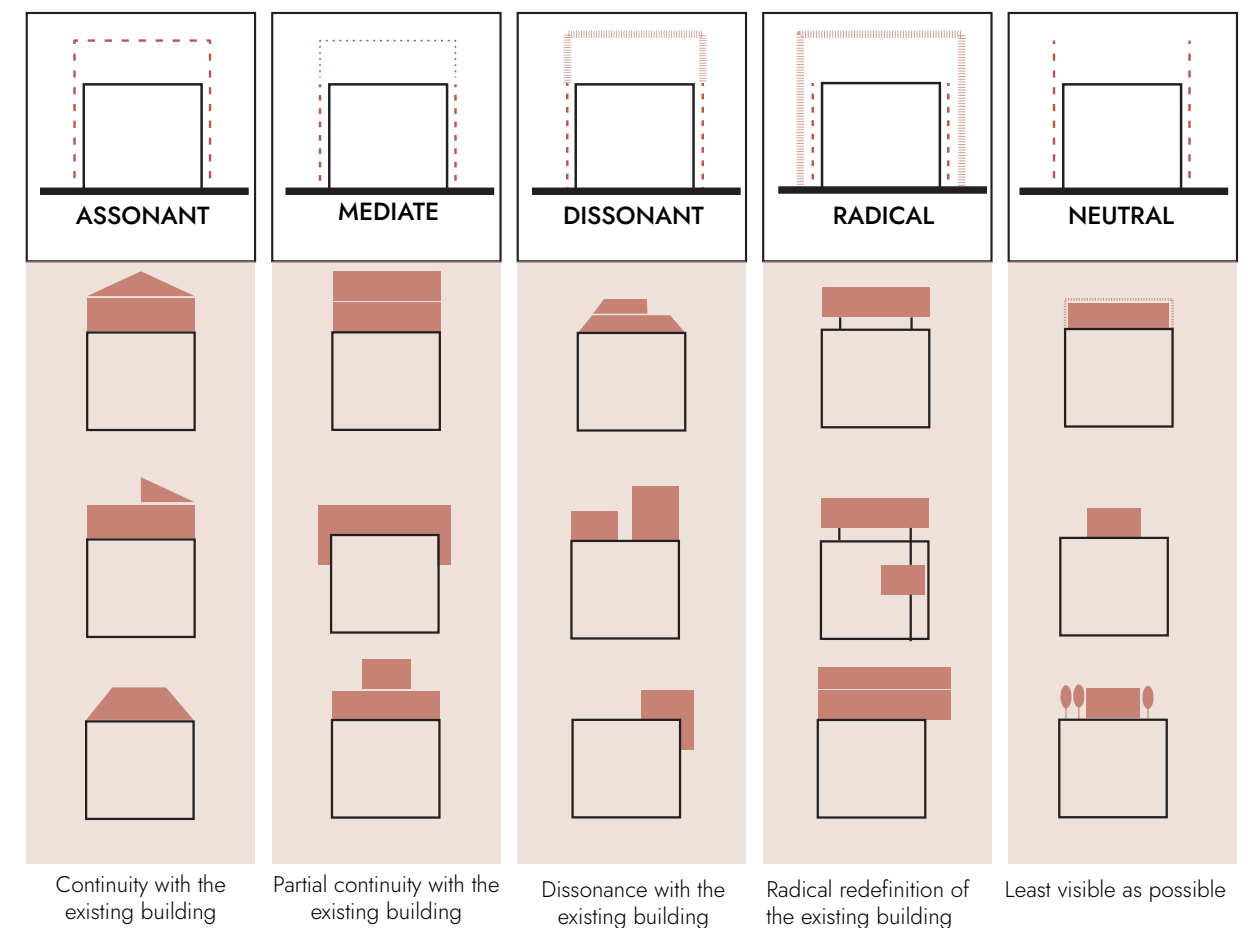 ASSONANT
MEDIATE
DISSONANT
RADICAL
NEUTRAL
Continuity with the
existing building
Partial continuity with the
existing building
Dissonance with the
existing building
Radical redefinition of
the existing building
Least visible as possible